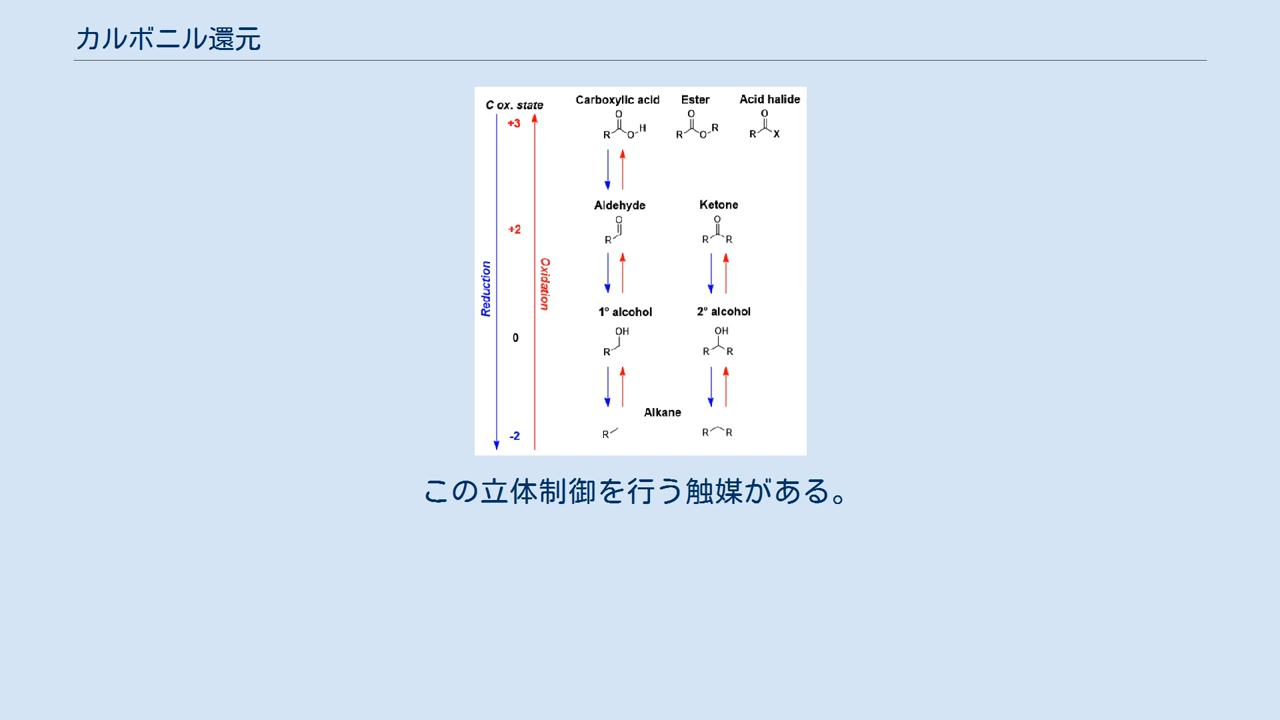 カルボニル還元
C ox. state
Carboxylic acid
Ester
Acid halide
+3
O
R
O
H
O
R
O
R
O
R
X
Aldehyde
Ketone
+2
O
R
O
R
R
Reduction
Oxidation
1º alcohol
2º alcohol
0
OH
R
OH
R
R
Alkane
-2
R
R
R
この立体制御を行う触媒がある。